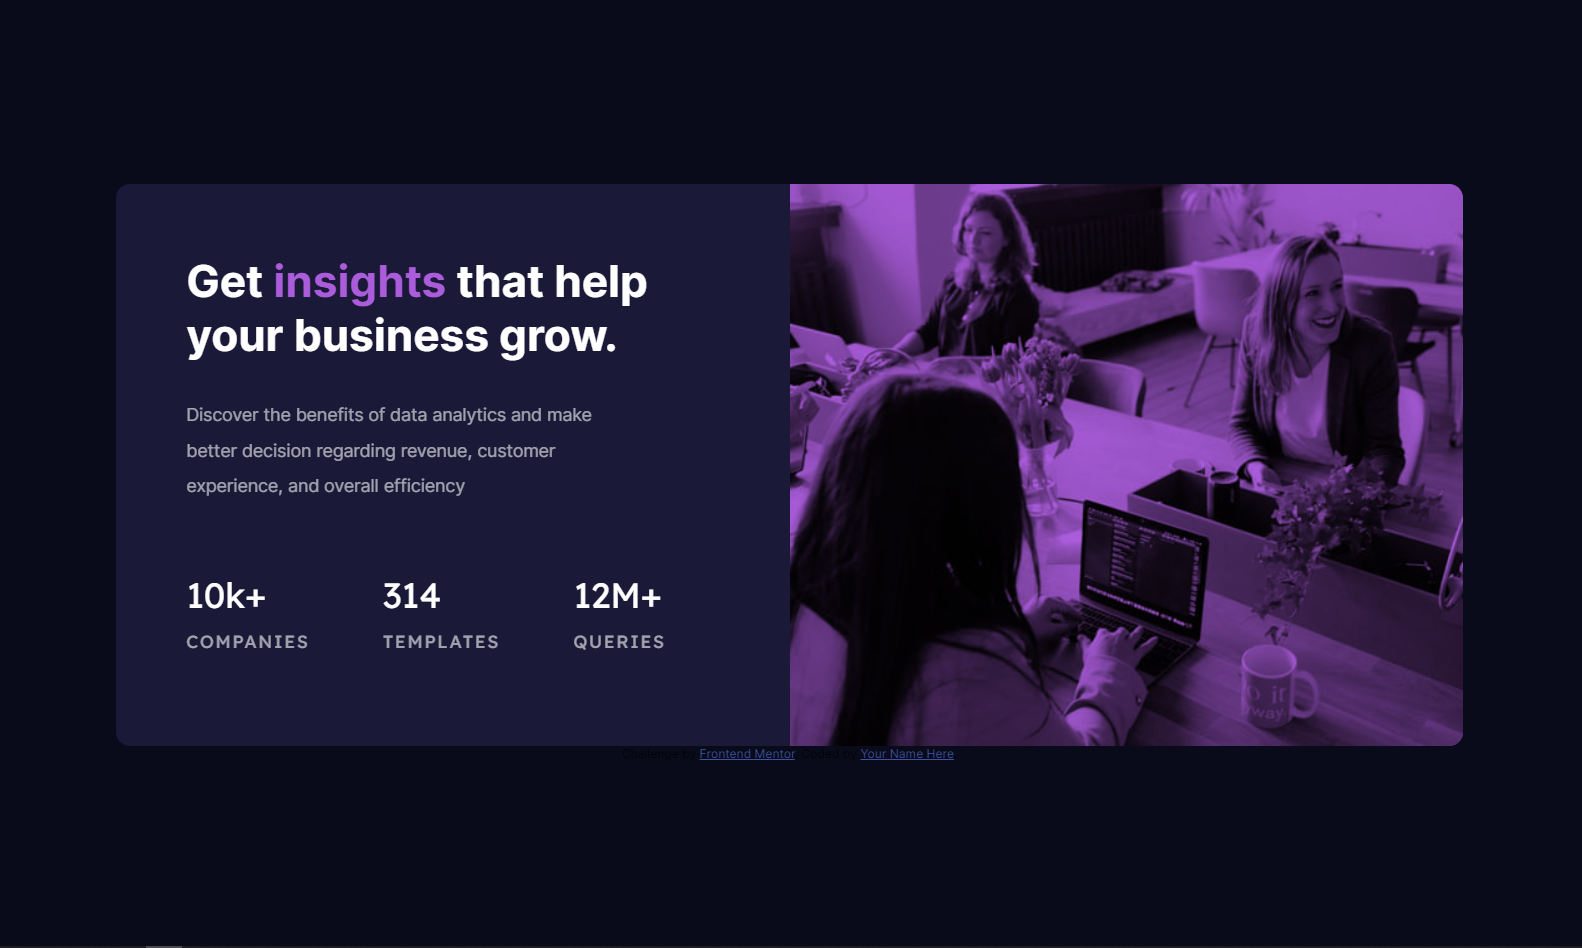 Get insights that help
your business grow.
Discover the benefits of data analytics and make
better decision regarding revenue, customer
experience, and overall efficiency
10k+ 314 12M+
COMPANIES TEMPLATES QUERIES
Challenge by Frontend Mentor. Coded by Your Name Here.